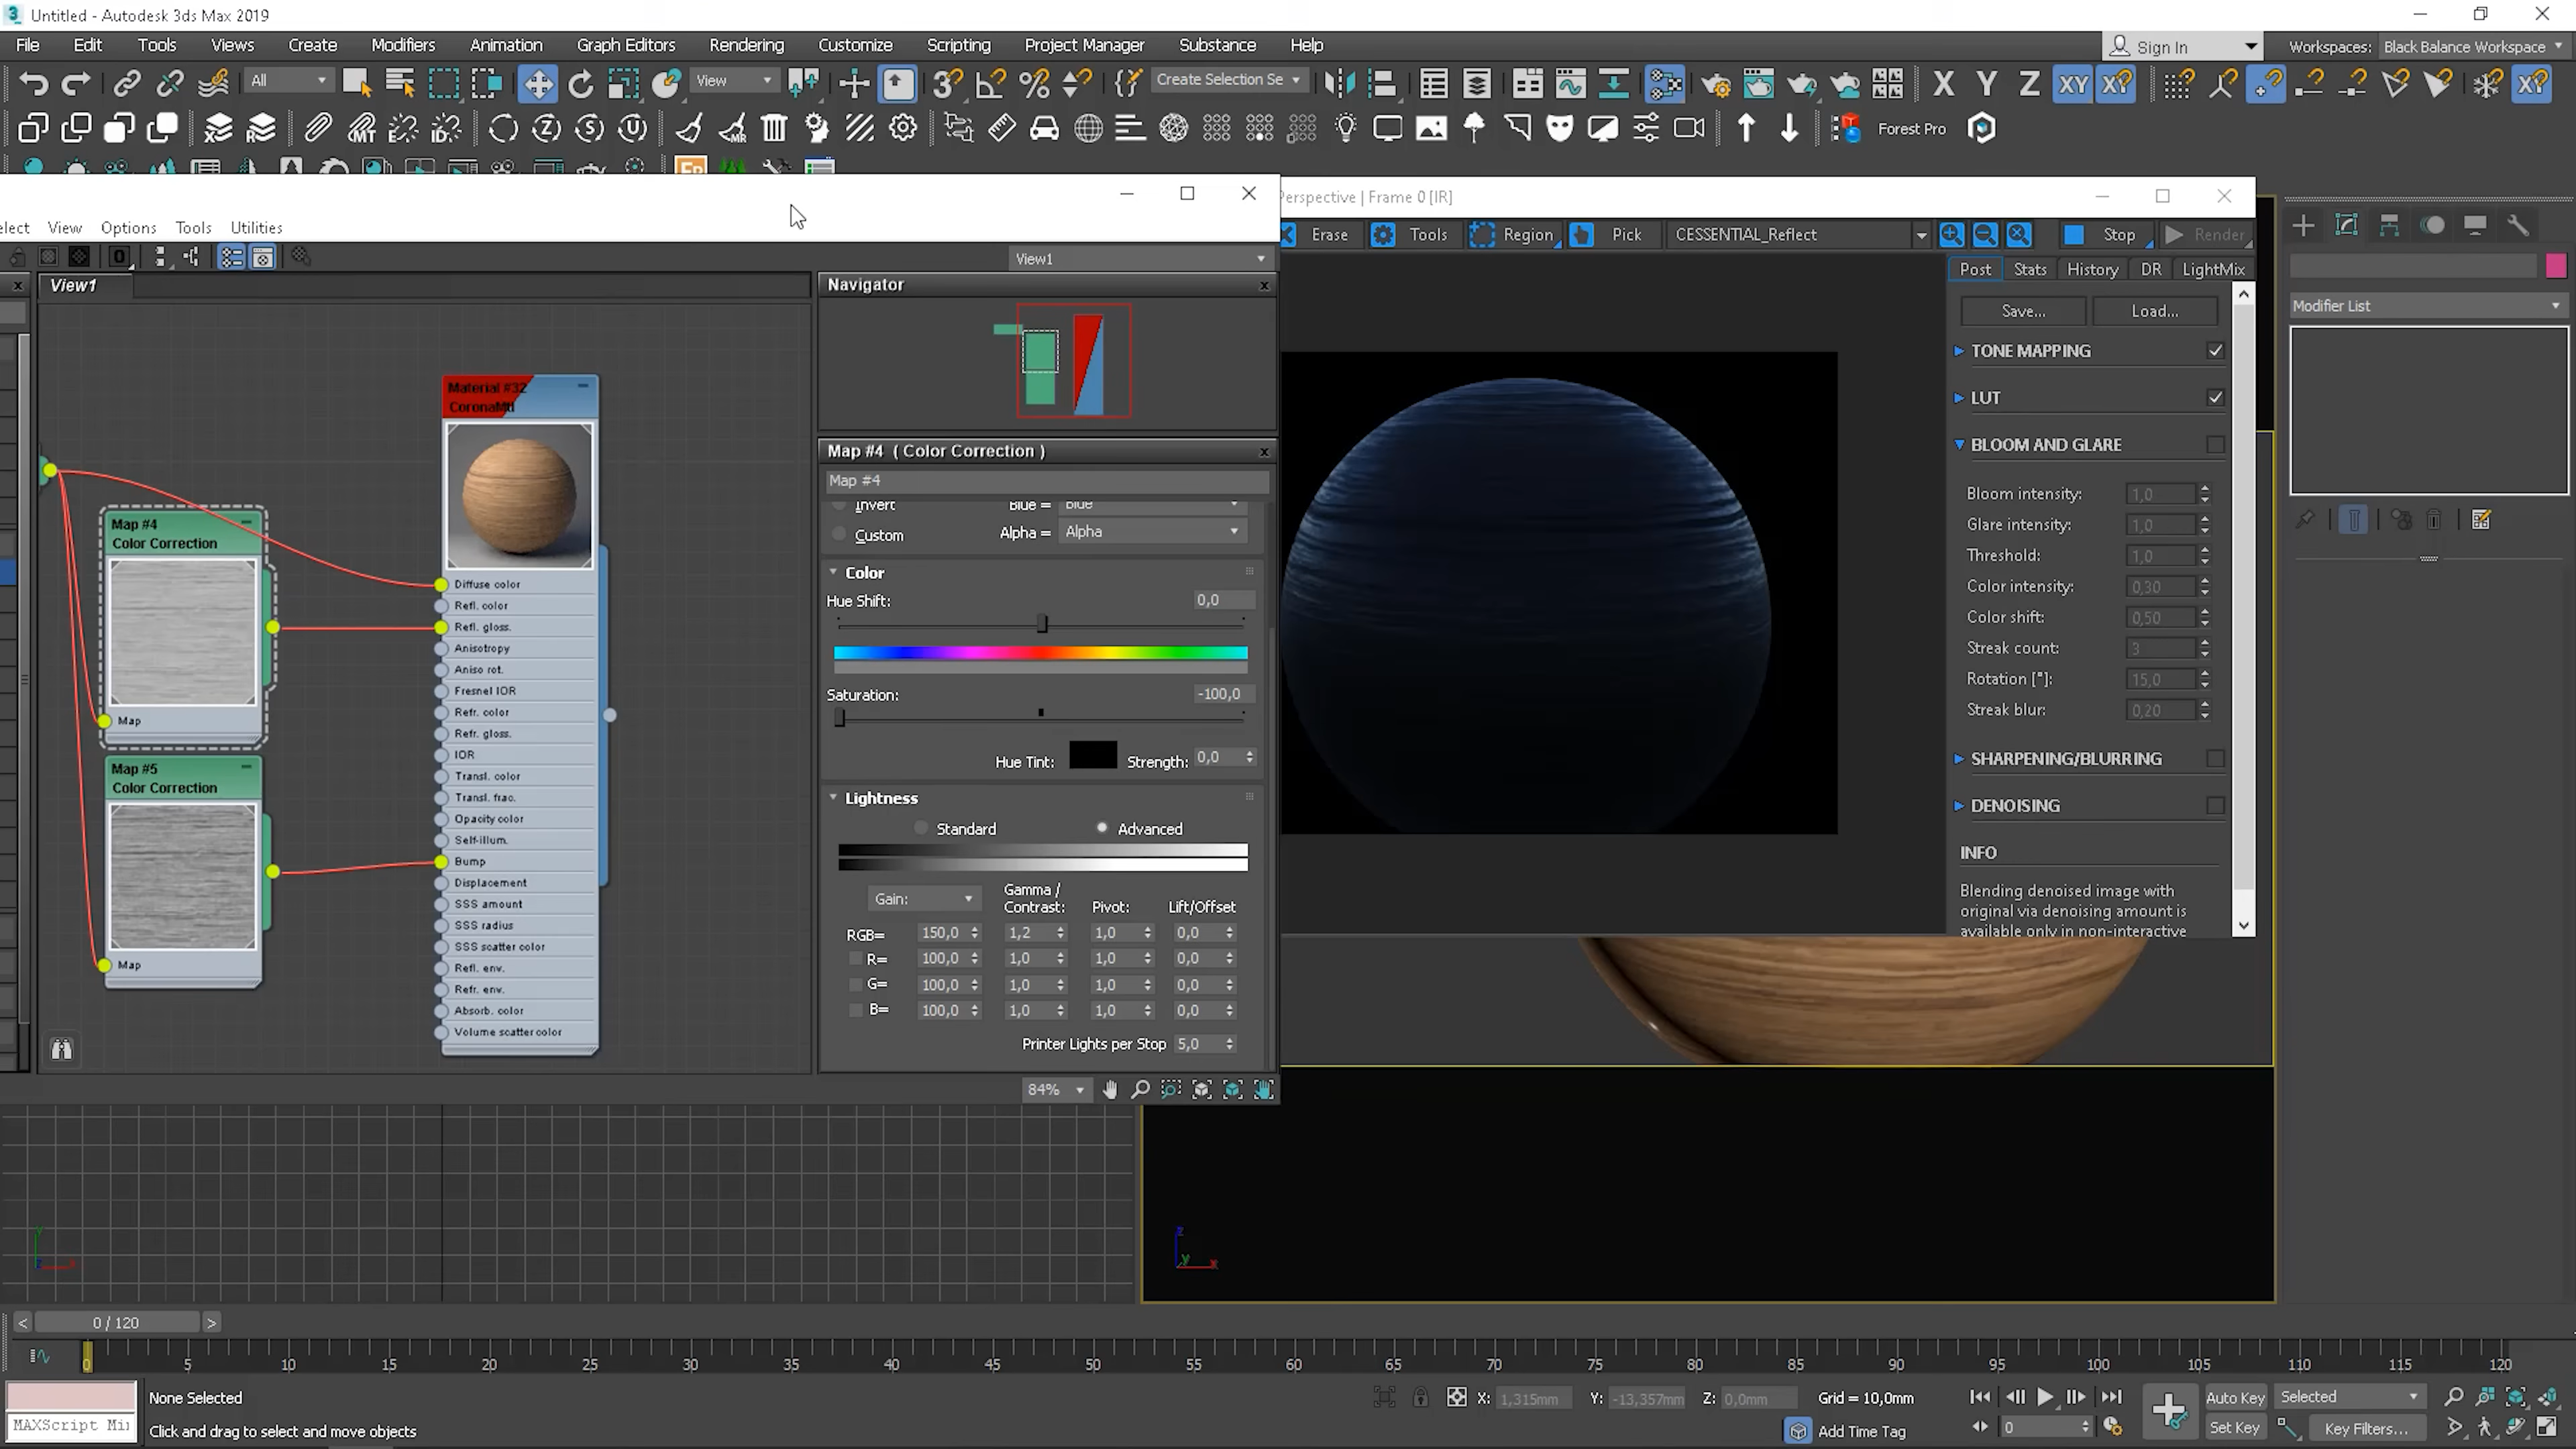 Untitled - Autodesk 3ds Max 2019
File Edit Tools Views Create Modifiers Animation Graph Editors Rendering Customize Scripting Project Manager Substance Help
Sign In Workspaces: Black Balance Workspace
All View Create Selection Se X Y Z XY
Forest Pro
Perspective | Frame 0 [IR]
elect View Options Tools Utilities
Erase Tools Region Pick CESSENTIAL_Reflect Stop Render
View1
View1
Navigator
Post Stats History DR LightMix
Save... Load...
Modifier List
TONE MAPPING
LUT
BLOOM AND GLARE
Bloom intensity: 1,0
Glare intensity: 1,0
Threshold: 1,0
Color intensity: 0,30
Color shift: 0,50
Streak count: 3
Rotation [°]: 15,0
Streak blur: 0,20
SHARPENING/BLURRING
DENOISING
INFO
Blending denoised image with
original via denoising amount is
available only in non-interactive
Material #32
CoronaMtl
Diffuse color
Refl. color
Refl. gloss.
Anisotropy
Aniso rot.
Fresnel IOR
Refr. color
Refr. gloss.
IOR
Transl. color
Transl. frac.
Opacity color
Self-illum.
Bump
Displacement
SSS amount
SSS radius
SSS scatter color
Refl. env.
Refr. env.
Absorb. color
Volume scatter color
Map #4
Color Correction
Map
Map #5
Color Correction
Map
Map #4 ( Color Correction )
Map #4
Invert Blue = Blue
Custom Alpha = Alpha
Color
Hue Shift: 0,0
Saturation: -100,0
Hue Tint: Strength: 0,0
Lightness
Standard Advanced
Gain: Gamma / Contrast: Pivot: Lift/Offset
RGB= 150,0 1,2 1,0 0,0
R= 100,0 1,0 1,0 0,0
G= 100,0 1,0 1,0 0,0
B= 100,0 1,0 1,0 0,0
Printer Lights per Stop 5,0
84%
0 / 120
0 5 10 15 20 25 30 35 40 45 50 55 60 65 70 75 80 85 90 95 100 105 110 115 120
None Selected
X: 1,315mm Y: -13,357mm Z: 0,0mm Grid = 10,0mm
Auto Key Selected
MAXScript Mi
Click and drag to select and move objects
Add Time Tag
0
Set Key Key Filters...